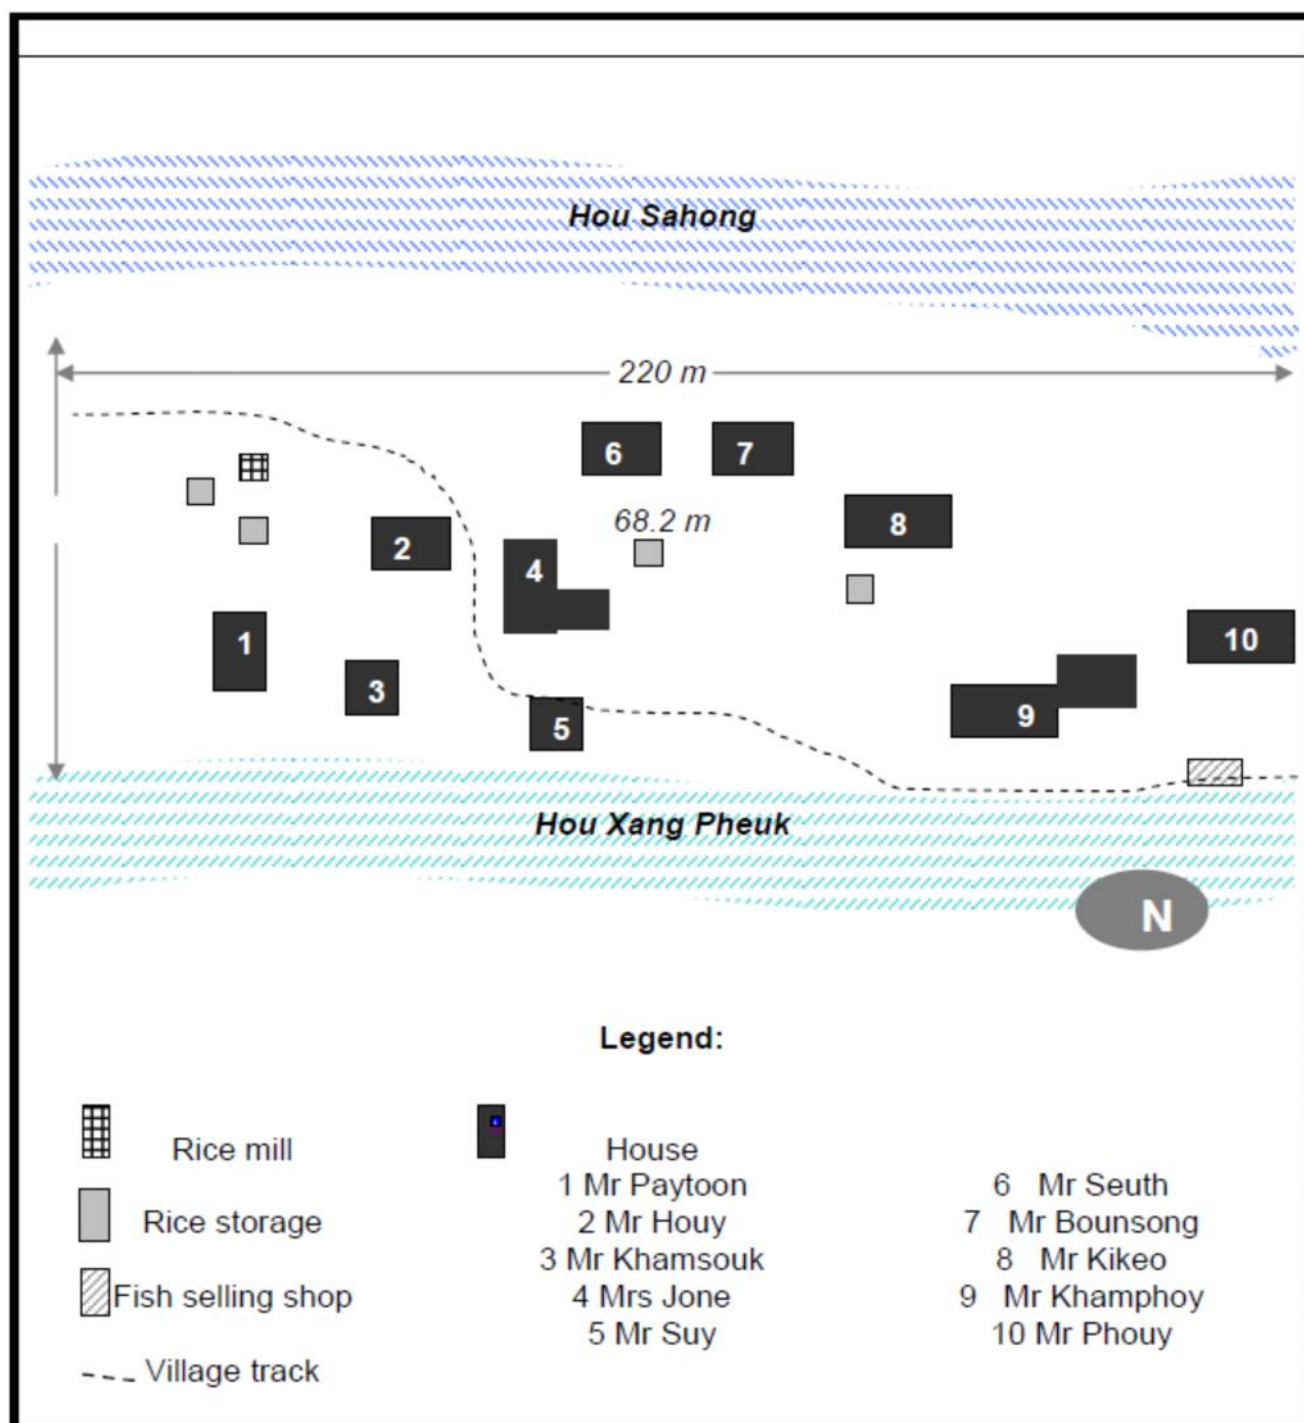 Hou Sahong
220 m
6
7
68.2 m
8
2
4
1
10
3
9
5
Hou Xang Pheuk
N
Legend:
Rice mill
House
1 Mr Paytoon
6 Mr Seuth
Rice storage
2 Mr Houy
7 Mr Bounsong
3 Mr Khamsouk
8 Mr Kikeo
Fish selling shop
4 Mrs Jone
9 Mr Khamphoy
5 Mr Suy
10 Mr Phouy
Village track